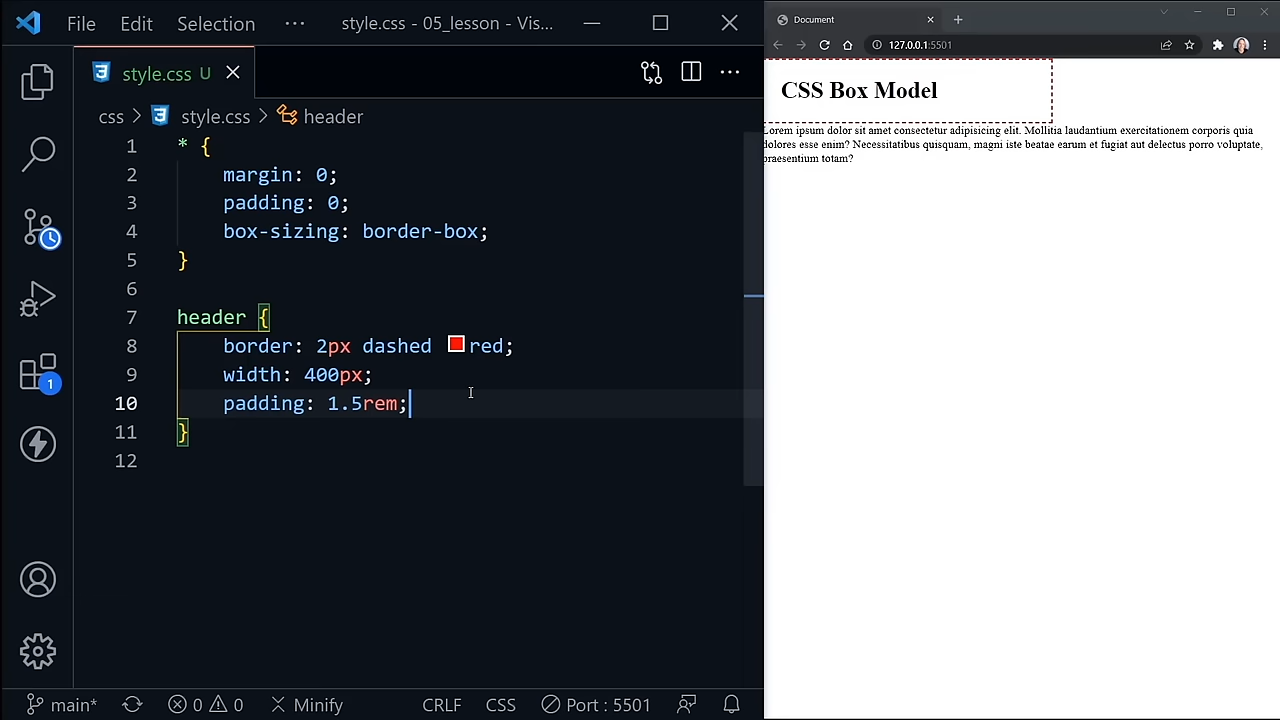 File Edit Selection ··· style.css - 05_lesson - Vis...
style.css U
css > style.css > header
1 * {
2 margin: 0;
3 padding: 0;
4 box-sizing: border-box;
5 }
6
7 header {
8 border: 2px dashed red;
9 width: 400px;
10 padding: 1.5rem;
11 }
12
1
main* 0 0 Minify CRLF CSS Port : 5501
Document
127.0.0.1:5501
CSS Box Model
Lorem ipsum dolor sit amet consectetur adipisicing elit. Mollitia laudantium exercitationem corporis quia
dolores esse enim? Necessitatibus quisquam, magni iste beatae earum et fugiat aut delectus porro voluptate,
praesentium totam?